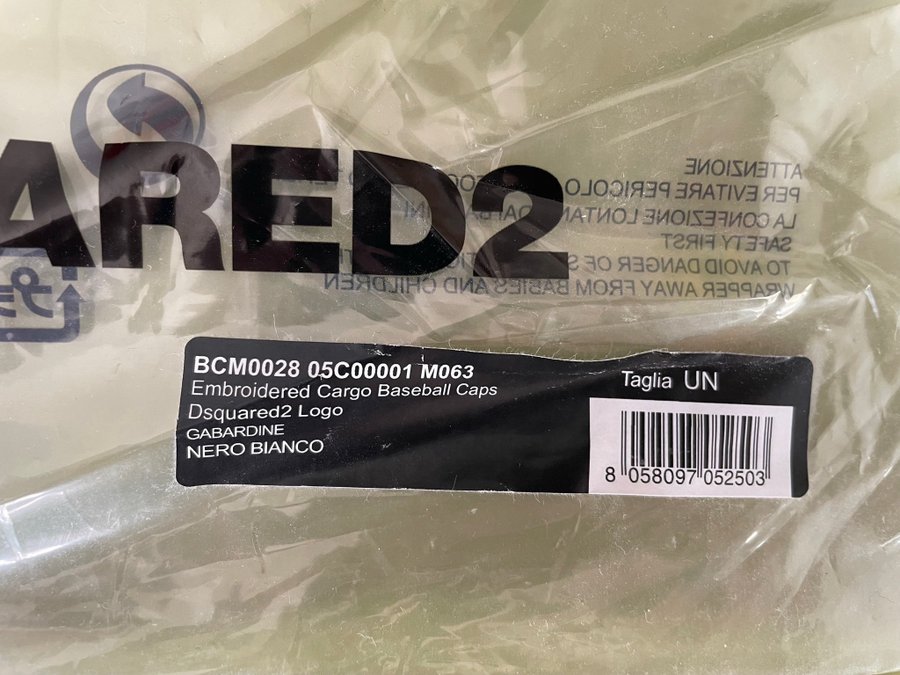 ARED2
ATTENZIONE
PER EVITARE PERICOLO
LA CONFEZIONE
SAFETY FIRST
TO AVOID DANGER OF
WRAPPER AWAY FROM BABIES AND CHILDREN
BCM0028 05C00001 M063
Embroidered Cargo Baseball Caps
Dsquared2 Logo
GABARDINE
NERO BIANCO
Taglia UN
8 058097 052503